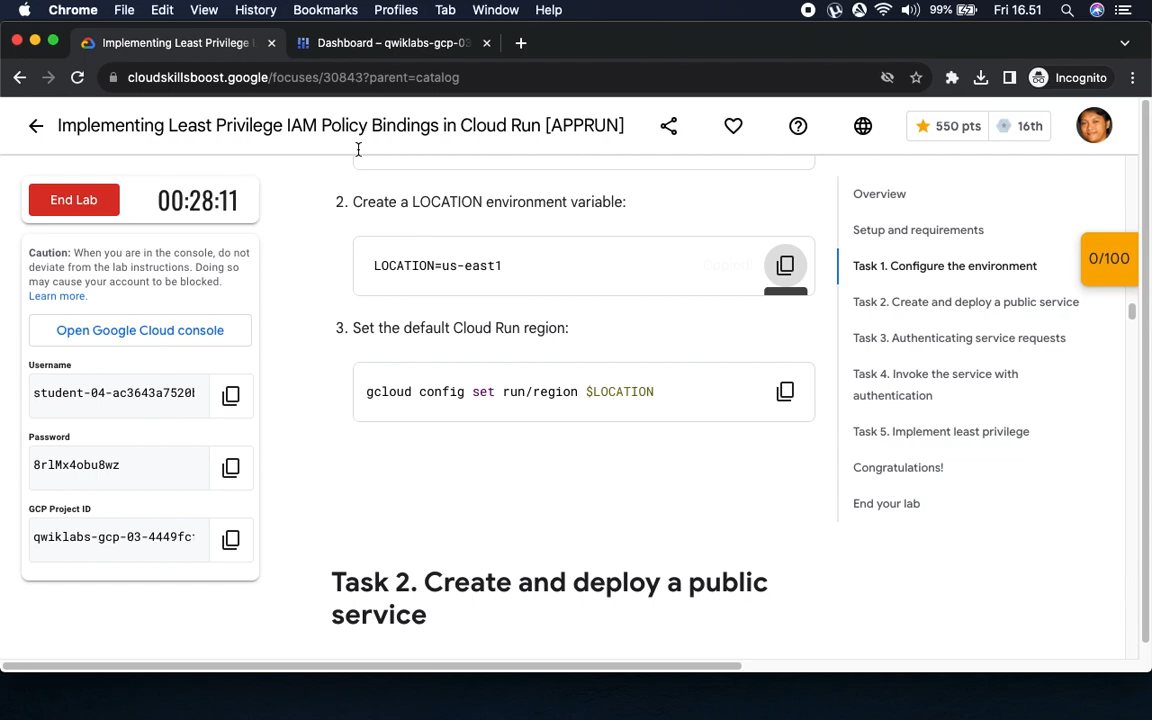 Chrome File Edit View History Bookmarks Profiles Tab Window Help 99% Fri 16.51
Implementing Least Privilege I
Dashboard – qwiklabs-gcp-03
cloudskillsboost.google/focuses/30843?parent=catalog
Incognito
Implementing Least Privilege IAM Policy Bindings in Cloud Run [APPRUN]
550 pts
16th
End Lab
00:28:11
Caution: When you are in the console, do not
deviate from the lab instructions. Doing so
may cause your account to be blocked.
Learn more.
Open Google Cloud console
Username
student-04-ac3643a7520
Password
8rlMx4obu8wz
GCP Project ID
qwiklabs-gcp-03-4449fc
2. Create a LOCATION environment variable:
LOCATION=us-east1
Copied!
3. Set the default Cloud Run region:
gcloud config set run/region $LOCATION
Task 2. Create and deploy a public
service
Overview
Setup and requirements
Task 1. Configure the environment
Task 2. Create and deploy a public service
Task 3. Authenticating service requests
Task 4. Invoke the service with
authentication
Task 5. Implement least privilege
Congratulations!
End your lab
0/100